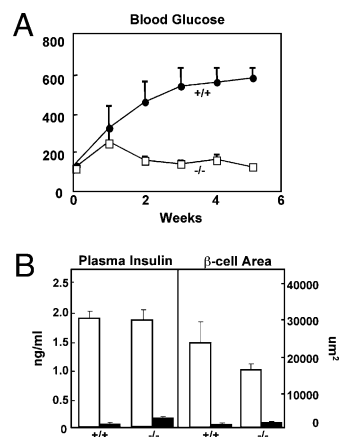 A
Blood Glucose
800
600
400
200
0
+/+
-/-
0 2 4 6
Weeks
B
Plasma Insulin β-cell Area
2.5
2.0
1.5
1.0
0.5
0
ng/ml
40000
30000
20000
10000
0
um²
+/+ -/- +/+ -/-